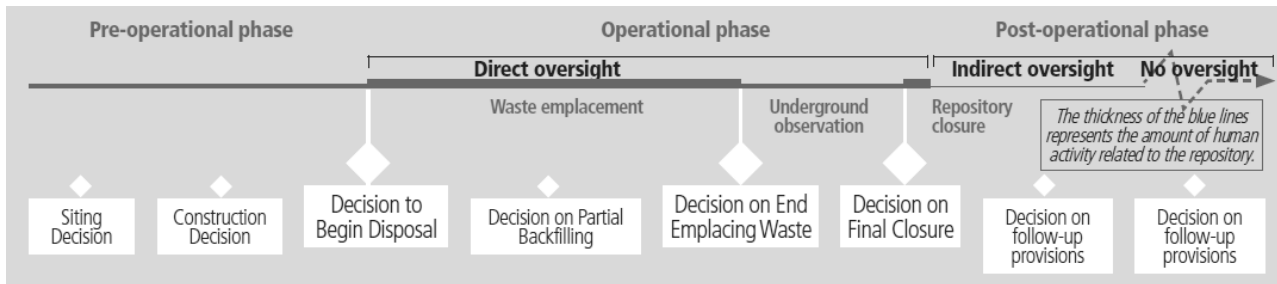 Pre-operational phase
Operational phase
Post-operational phase
Direct oversight
Indirect oversight
No oversight
Waste emplacement
Underground
observation
Repository
closure
The thickness of the blue lines
represents the amount of human
activity related to the repository.
Siting
Decision
Construction
Decision
Decision to
Begin Disposal
Decision on Partial
Backfilling
Decision on End
Emplacing Waste
Decision on
Final Closure
Decision on
follow-up
provisions
Decision on
follow-up
provisions